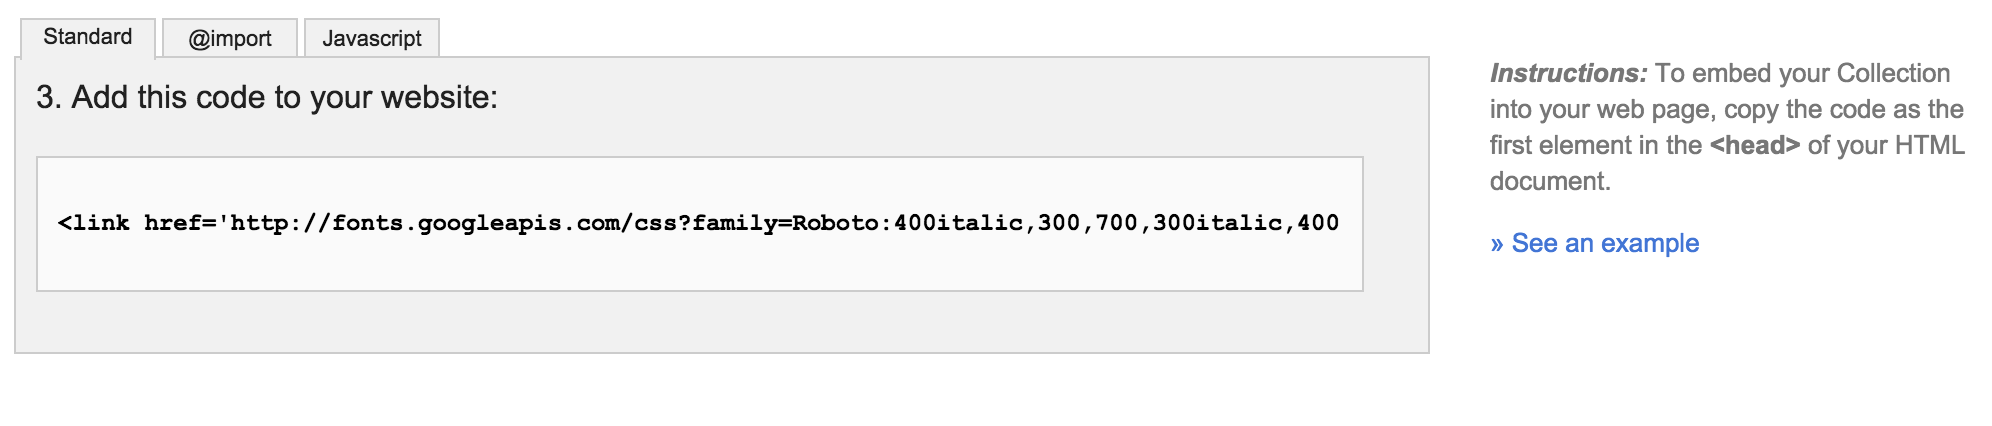 Standard
@import
Javascript
3. Add this code to your website:
<link href='http://fonts.googleapis.com/css?family=Roboto:400italic,300,700,300italic,400
Instructions: To embed your Collection
into your web page, copy the code as the
first element in the <head> of your HTML
document.
» See an example